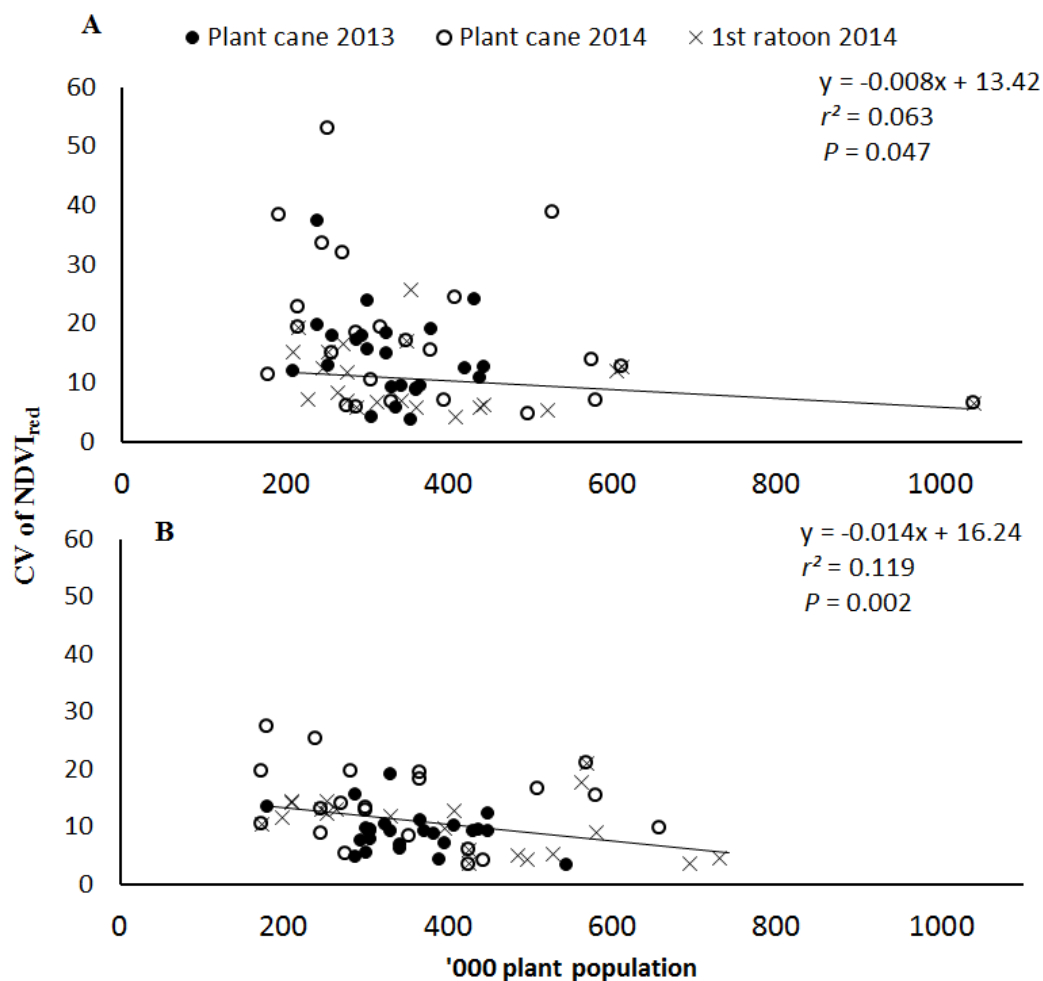 A
Plant cane 2013 Plant cane 2014 1st ratoon 2014
y = -0.008x + 13.42
r² = 0.063
P = 0.047
60
50
40
30
20
10
0
0 200 400 600 800 1000
CV of NDVIred
B
y = -0.014x + 16.24
r² = 0.119
P = 0.002
60
50
40
30
20
10
0
0 200 400 600 800 1000
'000 plant population